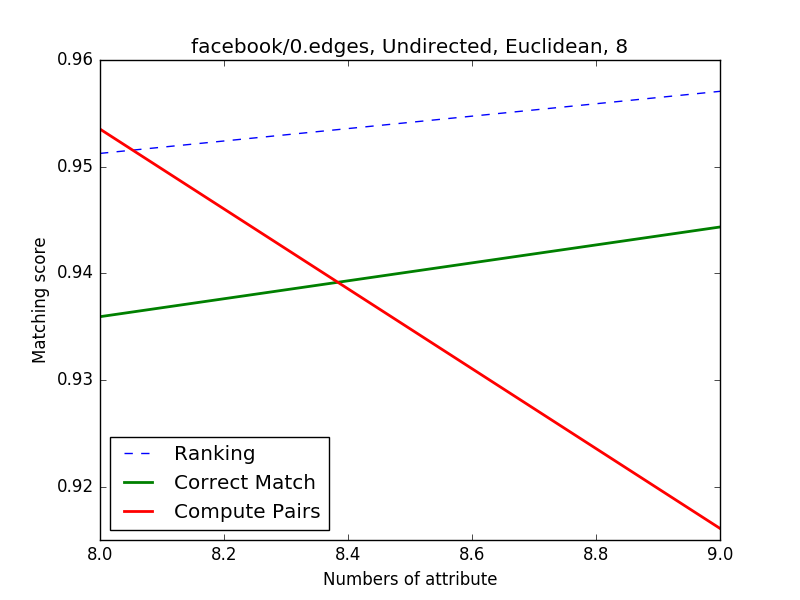 facebook/0.edges, Undirected, Euclidean, 8
0.96
0.95
0.94
0.93
0.92
Matching score
Ranking
Correct Match
Compute Pairs
8.0 8.2 8.4 8.6 8.8 9.0
Numbers of attribute